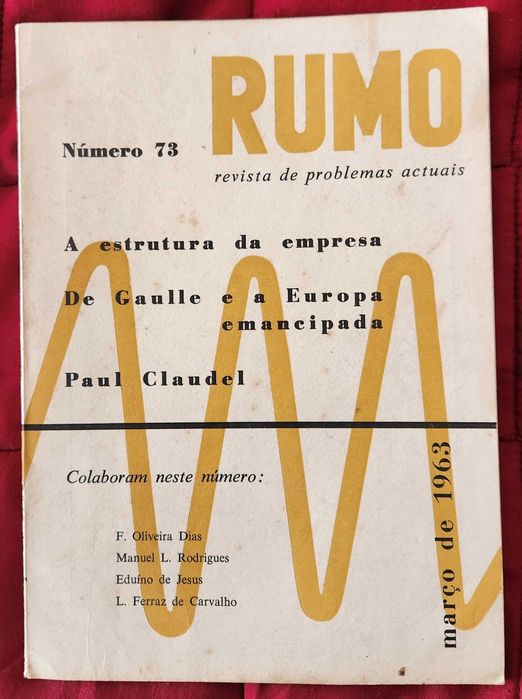 RUMO
Número 73
revista de problemas actuais
A estrutura da empresa
De Gaulle e a Europa
emancipada
Paul Claudel
Colaboram neste número:
F. Oliveira Dias
Manuel L. Rodrigues
Eduíno de Jesus
L. Ferraz de Carvalho
março de 1963